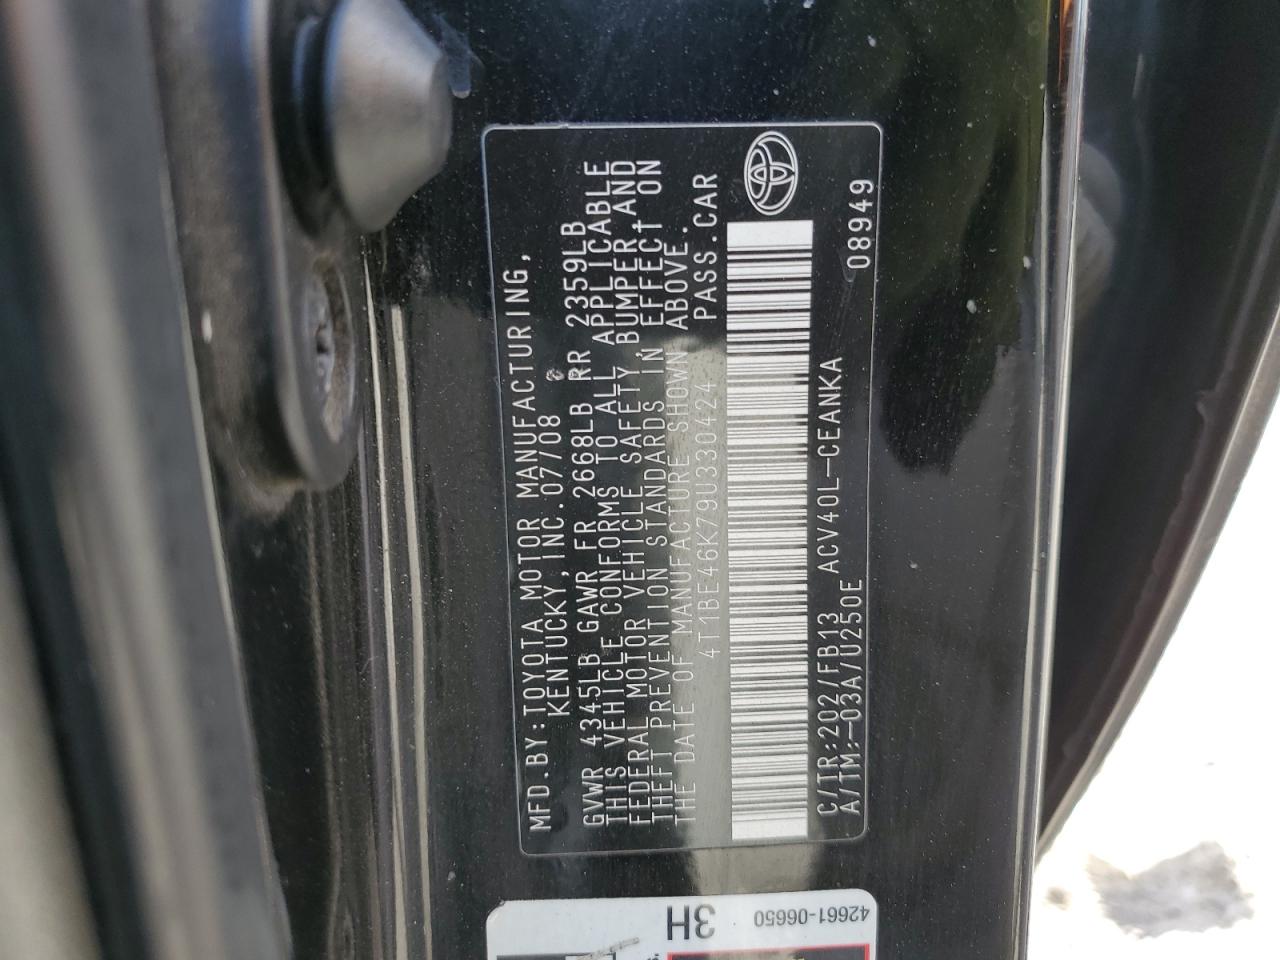 MFD.BY:TOYOTA MOTOR MANUFACTURING,
KENTUCKY,INC.07/08
GVWR 4345LB GAWR FR 2668LB RR 2359LB
THIS VEHICLE CONFORMS TO ALL APPLICABLE
FEDERAL MOTOR VEHICLE SAFETY,BUMPER,AND
THEFT PREVENTION STANDARDS IN EFFECT ON
THE DATE OF MANUFACTURE SHOWN ABOVE.
4T1BE46K79U330424 PASS.CAR
C/TR:202/FB13 ACV40L-CEANKA
A/TM:-03A/U250E 08949
3H
42661-06650